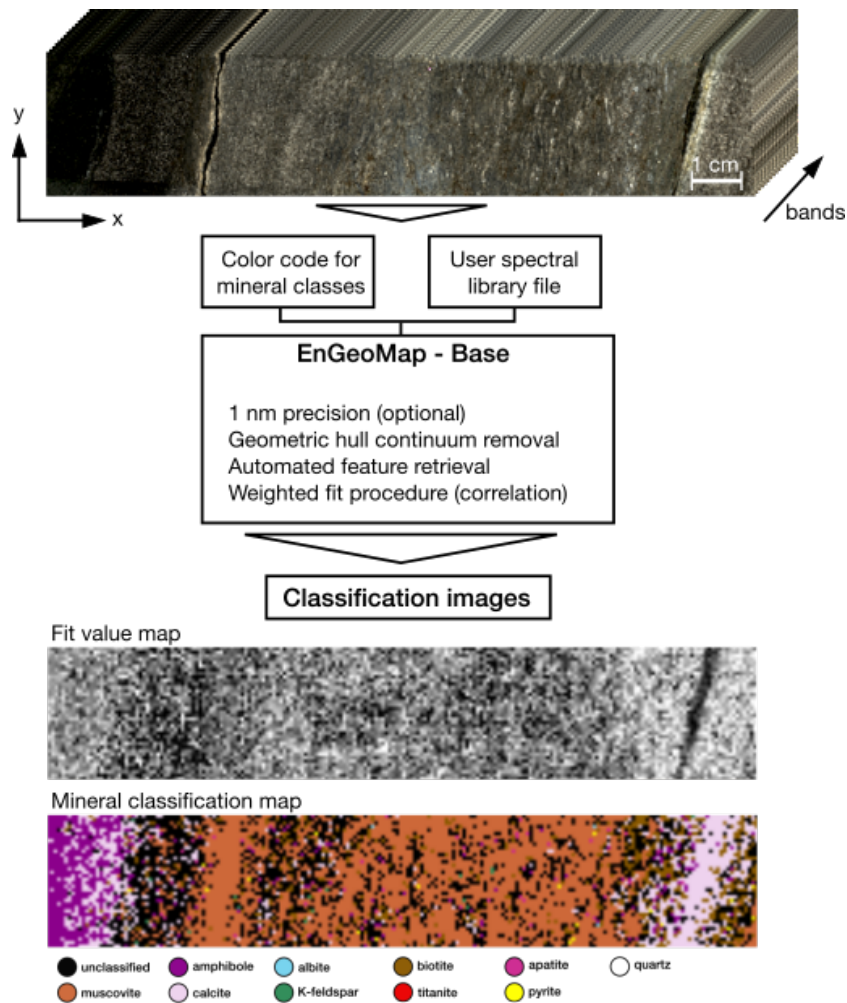 y
1 cm
x
bands
Color code for
mineral classes
User spectral
library file
EnGeoMap - Base
1 nm precision (optional)
Geometric hull continuum removal
Automated feature retrieval
Weighted fit procedure (correlation)
Classification images
Fit value map
Mineral classification map
unclassified amphibole albite biotite apatite quartz
muscovite calcite K-feldspar titanite pyrite